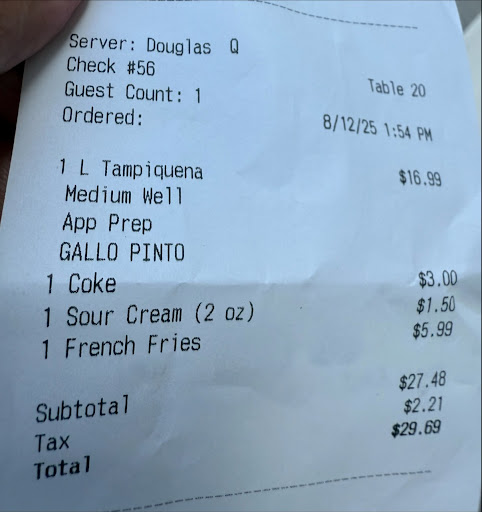 Server: Douglas Q
Check #56
Table 20
Guest Count: 1
Ordered:
8/12/25 1:54 PM
1 L Tampiquena $16.99
Medium Well
App Prep
GALLO PINTO
1 Coke $3.00
1 Sour Cream (2 oz) $1.50
1 French Fries $5.99
Subtotal $27.48
Tax $2.21
Total $29.69